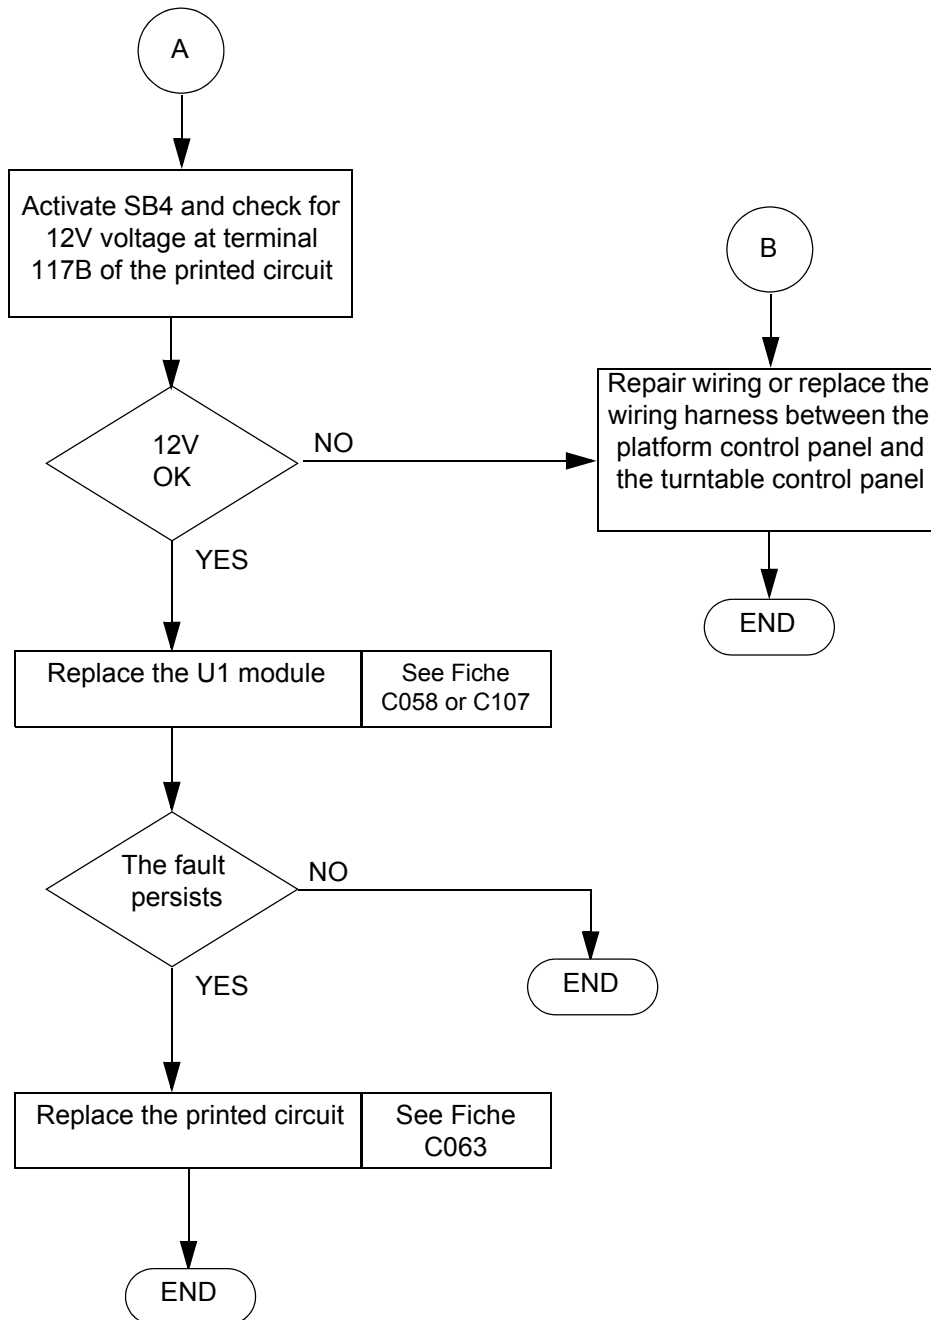 A
Activate SB4 and check for
12V voltage at terminal
117B of the printed circuit
B
Repair wiring or replace the
wiring harness between the
platform control panel and
the turntable control panel
12V
OK
NO
YES
END
Replace the U1 module
See Fiche
C058 or C107
The fault
persists
NO
YES
END
Replace the printed circuit
See Fiche
C063
END